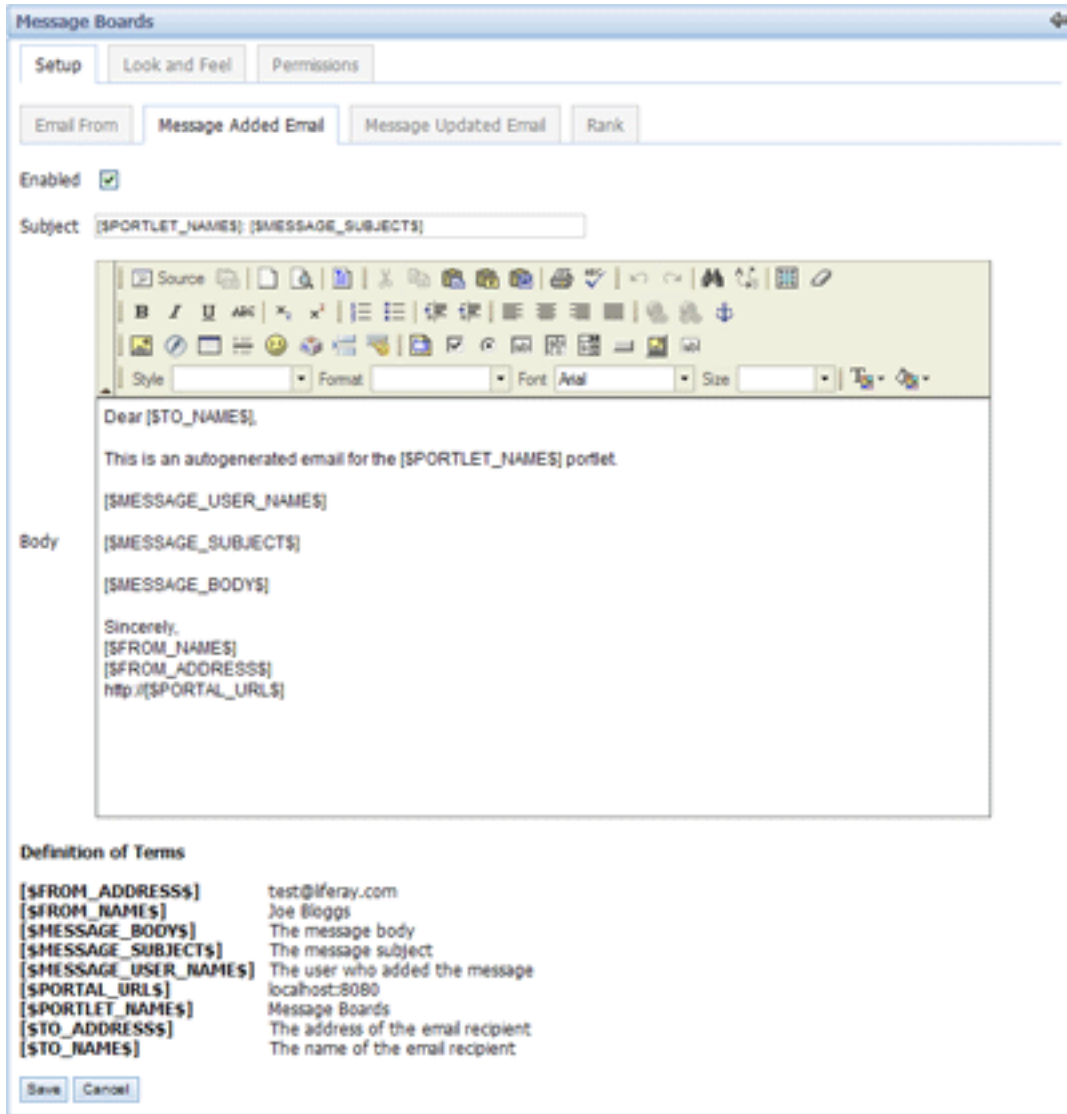 Message Boards
Setup Look and Feel Permissions
Email From Message Added Email Message Updated Email Rank
Enabled
Subject [$PORTLET_NAME$]: [$MESSAGE_SUBJECT$]
Source
B I U ABC
Style Format Font Arial Size
Dear [$TO_NAME$],
This is an autogenerated email for the [$PORTLET_NAME$] portlet.
[$MESSAGE_USER_NAME$]
Body
[$MESSAGE_SUBJECT$]
[$MESSAGE_BODY$]
Sincerely,
[$FROM_NAME$]
[$FROM_ADDRESS$]
http://[$PORTAL_URL$]
Definition of Terms
[$FROM_ADDRESS$] test@liferay.com
[$FROM_NAME$] Joe Bloggs
[$MESSAGE_BODY$] The message body
[$MESSAGE_SUBJECT$] The message subject
[$MESSAGE_USER_NAME$] The user who added the message
[$PORTAL_URL$] localhost:8080
[$PORTLET_NAME$] Message Boards
[$TO_ADDRESS$] The address of the email recipient
[$TO_NAME$] The name of the email recipient
Save Cancel